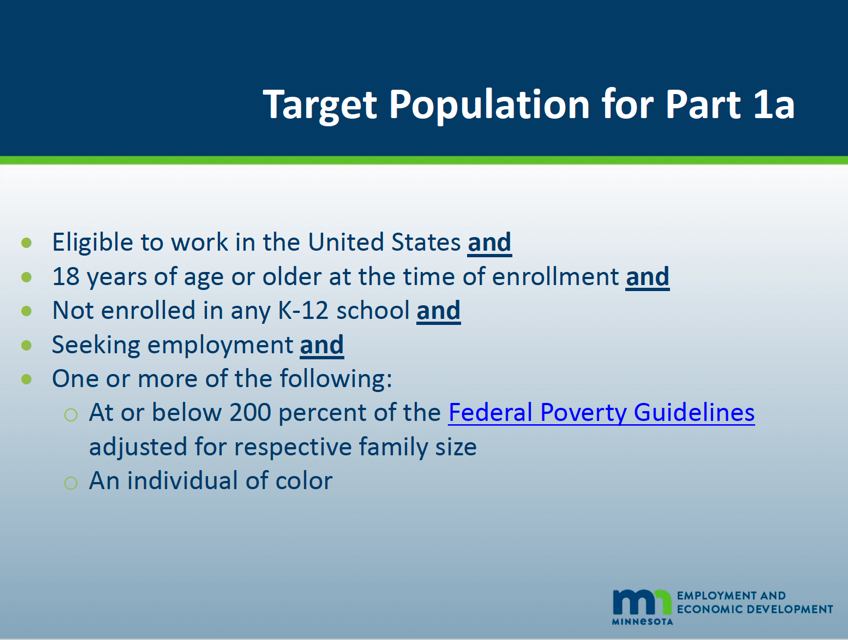 Target Population for Part 1a
Eligible to work in the United States and
18 years of age or older at the time of enrollment and
Not enrolled in any K-12 school and
Seeking employment and
One or more of the following:
At or below 200 percent of the Federal Poverty Guidelines
adjusted for respective family size
An individual of color
mn
MINNESOTA
EMPLOYMENT AND
ECONOMIC DEVELOPMENT